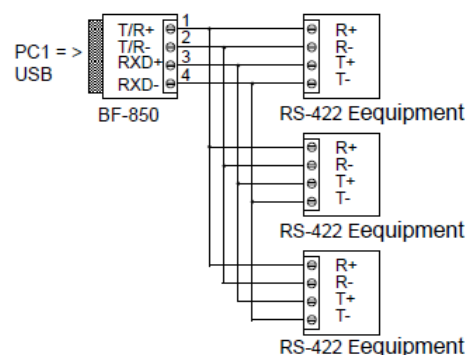 PC1 = >
USB
T/R+
T/R-
RXD+
RXD-
1
2
3
4
BF-850
R+
R-
T+
T-
RS-422 Eequipment
R+
R-
T+
T-
RS-422 Eequipment
R+
R-
T+
T-
RS-422 Eequipment